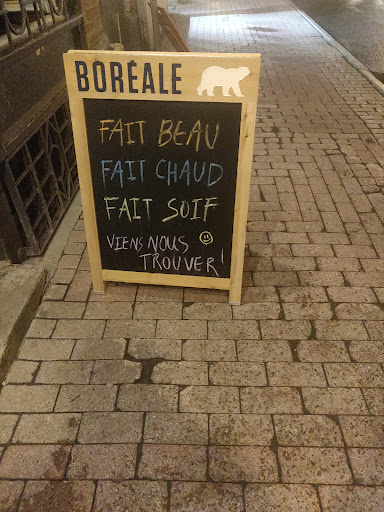 BORÉALE
FAIT BEAU
FAIT CHAUD
FAIT SOIF
VIENS NOUS
TROUVER!